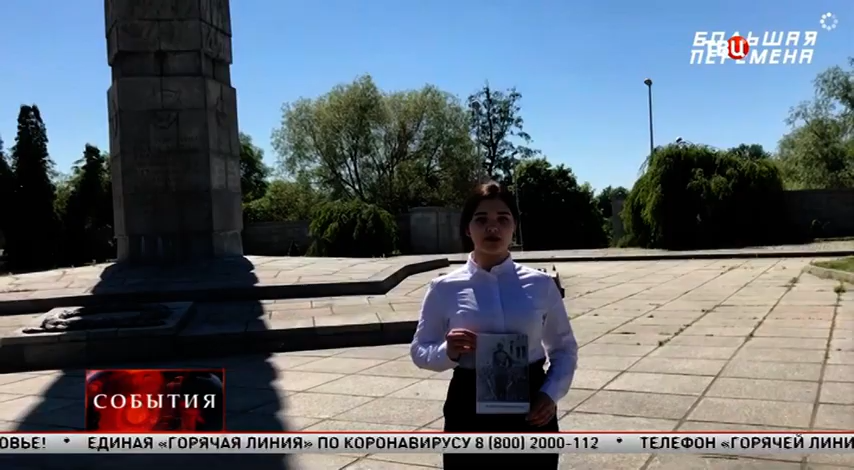 БОЛЬШАЯ
ТВЦ
ПЕРЕМЕНА
СОБЫТИЯ
ОВЬЕ! * ЕДИНАЯ «ГОРЯЧАЯ ЛИНИЯ» ПО КОРОНАВИРУСУ 8 (800) 2000-112 * ТЕЛЕФОН «ГОРЯЧЕЙ ЛИНИ